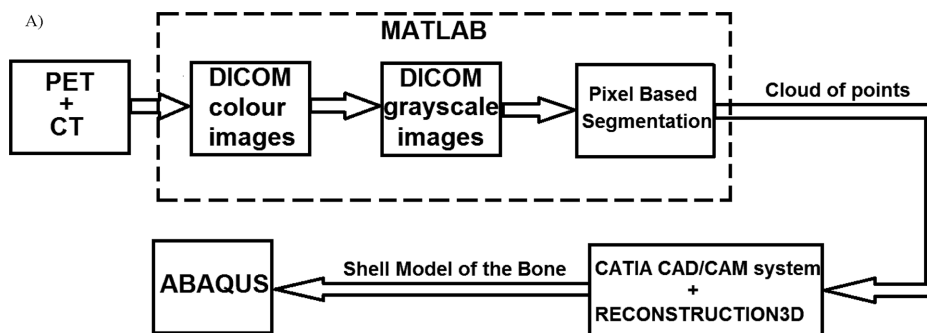 A)
MATLAB
PET
+
CT
DICOM
colour
images
DICOM
grayscale
images
Pixel Based
Segmentation
Cloud of points
ABAQUS
Shell Model of the Bone
CATIA CAD/CAM system
+
RECONSTRUCTION3D